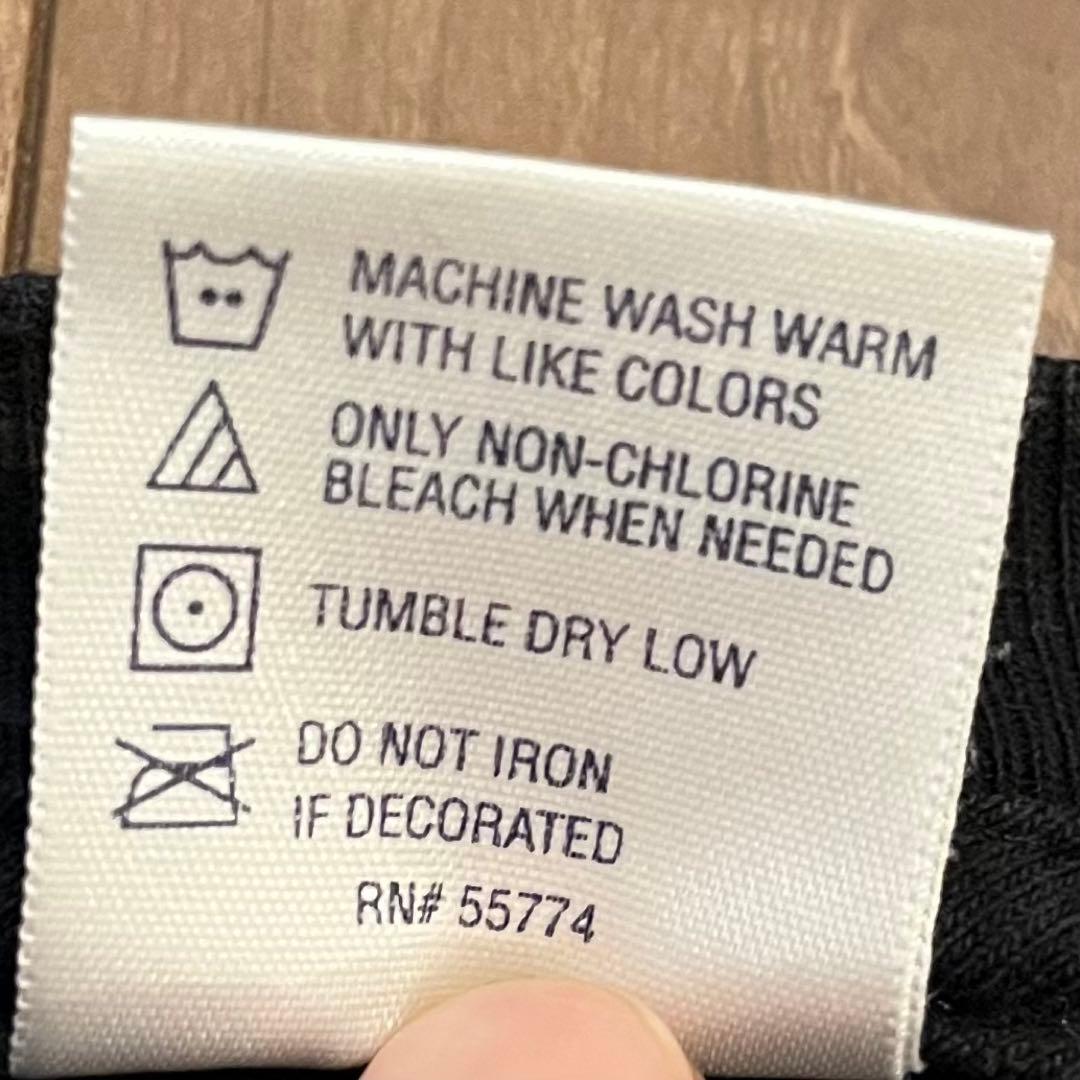 MACHINE WASH WARM
WITH LIKE COLORS
ONLY NON-CHLORINE
BLEACH WHEN NEEDED
TUMBLE DRY LOW
DO NOT IRON
IF DECORATED
RN# 55774